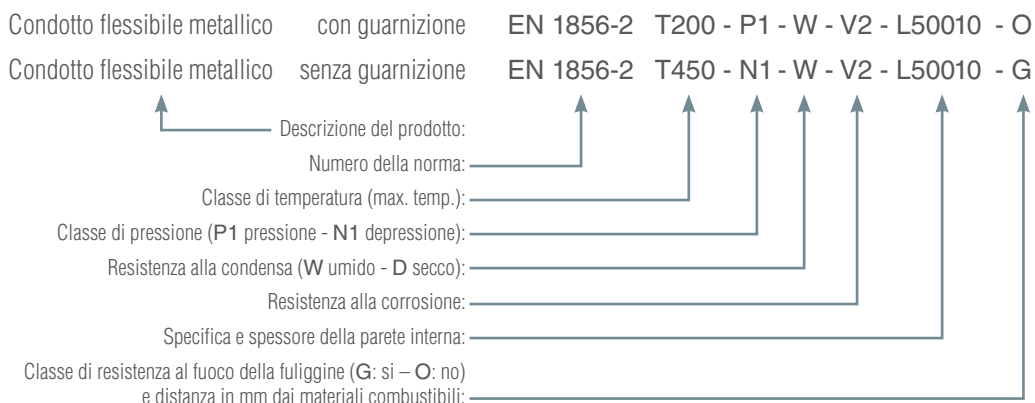 Condotto flessibile metallico con guarnizione EN 1856-2 T200 - P1 - W - V2 - L50010 - O
Condotto flessibile metallico senza guarnizione EN 1856-2 T450 - N1 - W - V2 - L50010 - G
Descrizione del prodotto:
Numero della norma:
Classe di temperatura (max. temp.):
Classe di pressione (P1 pressione - N1 depressione):
Resistenza alla condensa (W umido - D secco):
Resistenza alla corrosione:
Specifica e spessore della parete interna:
Classe di resistenza al fuoco della fuliggine (G: si – O: no)
e distanza in mm dai materiali combustibili: